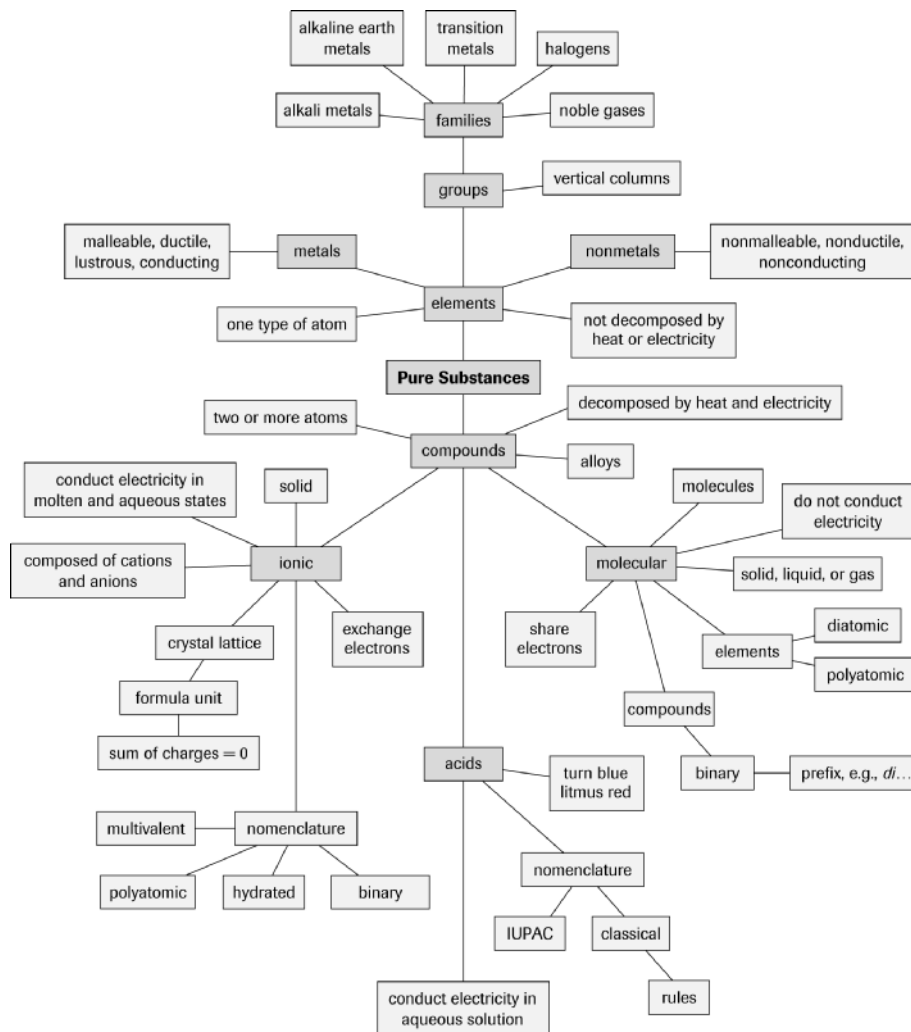 alkaline earth
metals
transition
metals
halogens
alkali metals
families
noble gases
groups
vertical columns
malleable, ductile,
lustrous, conducting
metals
nonmetals
nonmalleable, nonductile,
nonconducting
elements
one type of atom
not decomposed by
heat or electricity
Pure Substances
two or more atoms
decomposed by heat and electricity
compounds
alloys
conduct electricity in
molten and aqueous states
solid
molecules
do not conduct
electricity
composed of cations
and anions
ionic
molecular
solid, liquid, or gas
crystal lattice
exchange
electrons
share
electrons
elements
diatomic
polyatomic
formula unit
compounds
sum of charges = 0
acids
turn blue
litmus red
binary
prefix, e.g., di...
multivalent
nomenclature
polyatomic
hydrated
binary
nomenclature
IUPAC
classical
rules
conduct electricity in
aqueous solution